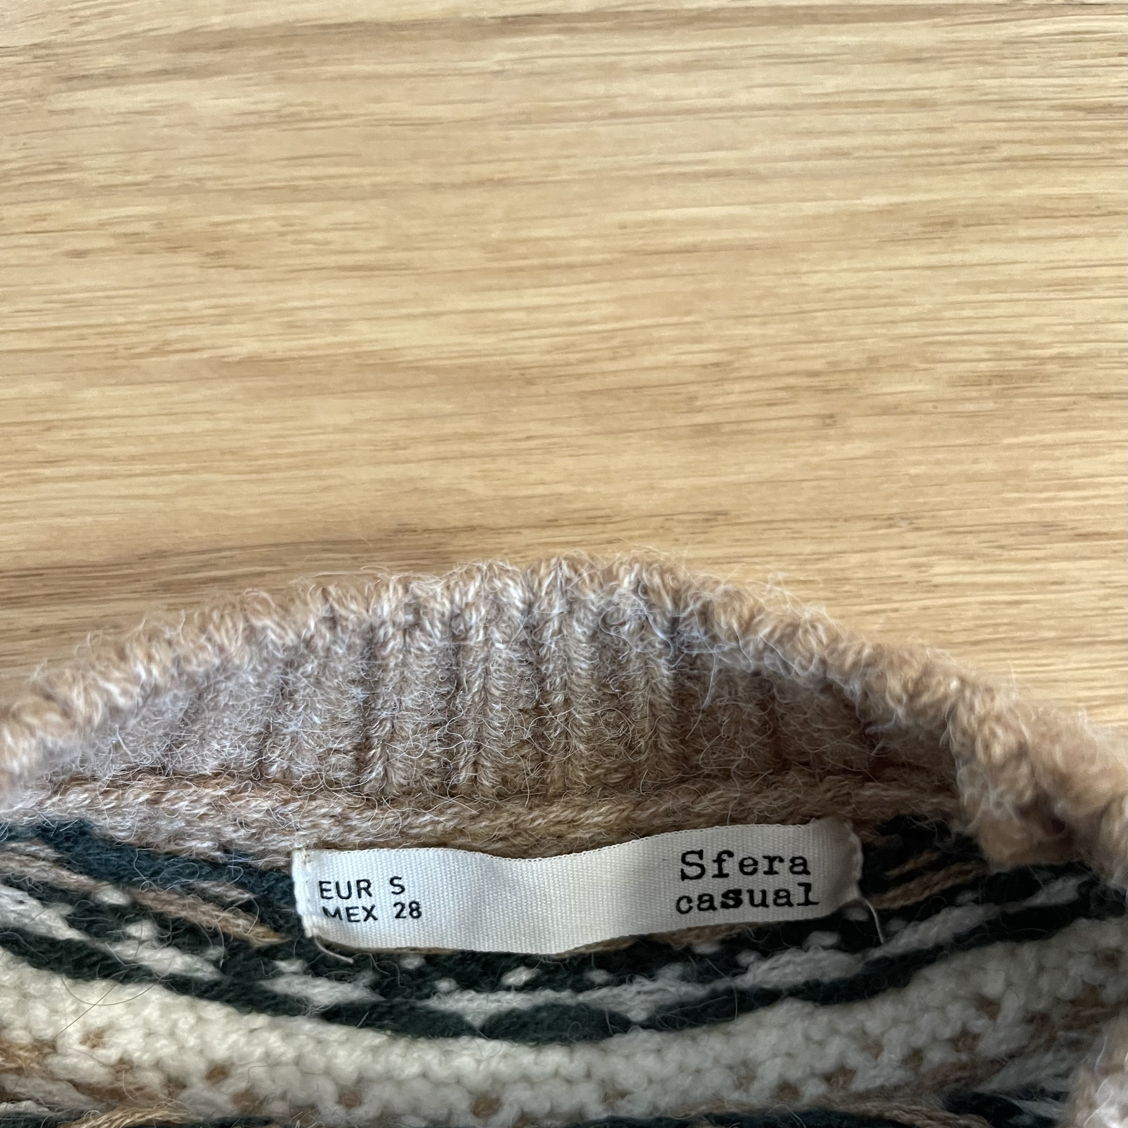 EUR S
MEX 28
Sfera
casual